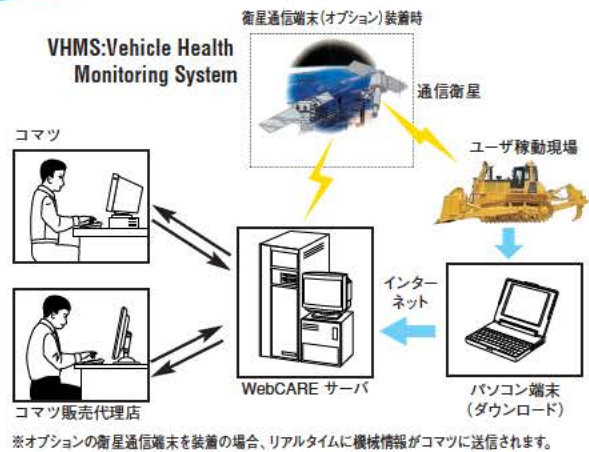 衛星通信端末(オプション)装着時
VHMS:Vehicle Health
Monitoring System
通信衛星
コマツ
ユーザ稼動現場
インター
ネット
WebCARE サーバ
パソコン端末
(ダウンロード)
コマツ販売代理店
※オプションの衛星通信端末を装着の場合、リアルタイムに機械情報がコマツに送信されます。